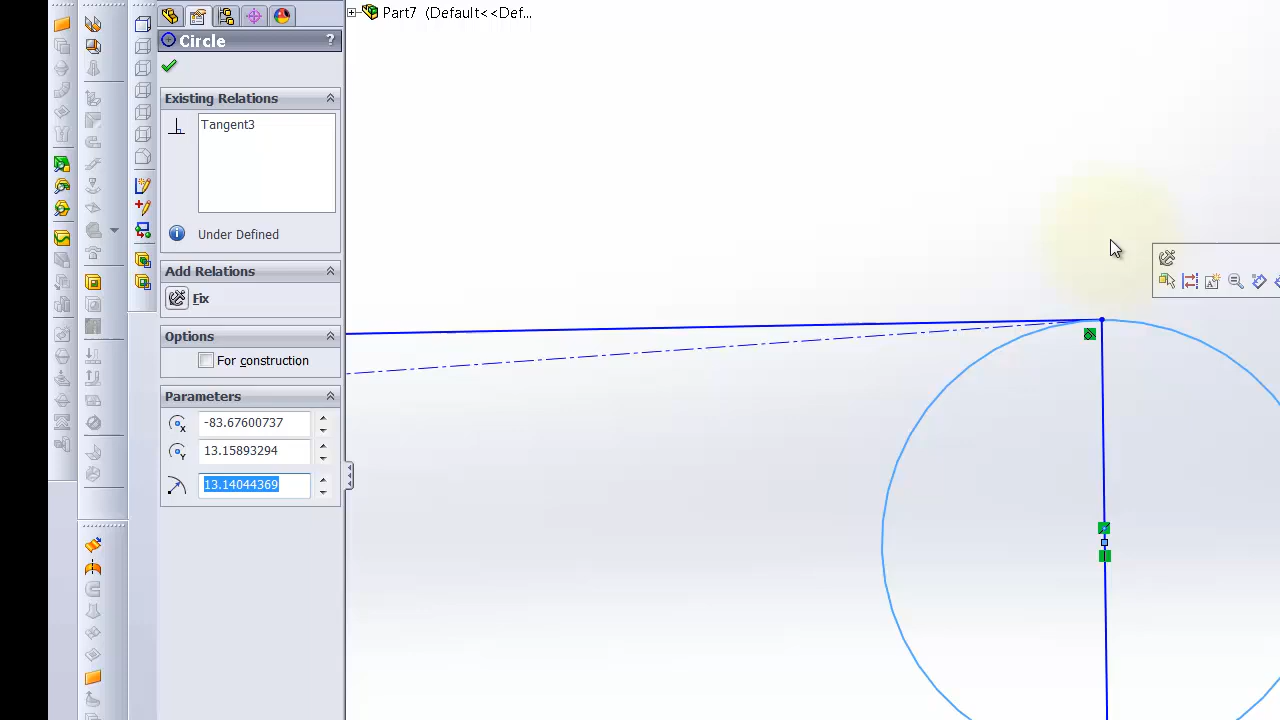 Part7 (Default<<Def...
Circle ?
Existing Relations
Tangent3
Under Defined
Add Relations
Fix
Options
For construction
Parameters
-83.67600737
13.15893294
13.14044369